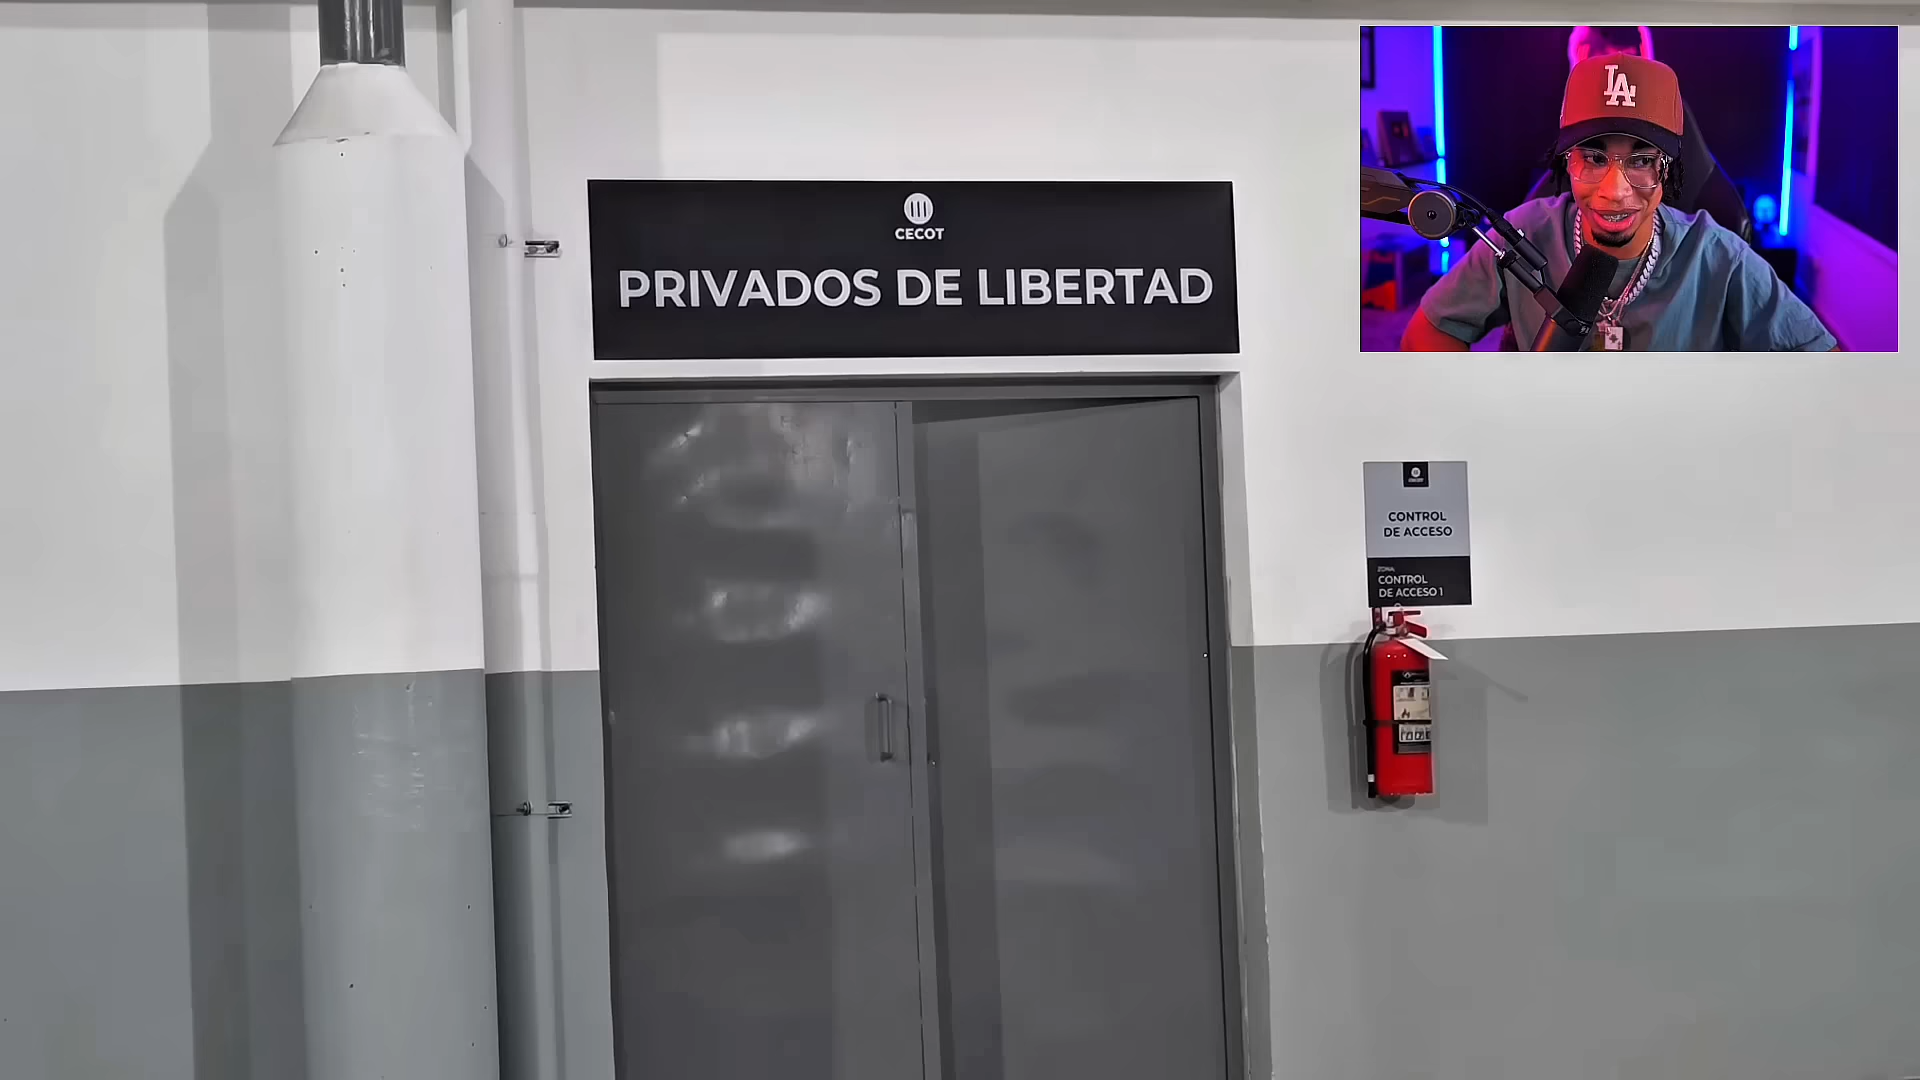 CECOT
PRIVADOS DE LIBERTAD
LA
CONTROL
DE ACCESO
ZONA:
CONTROL
DE ACCESO 1